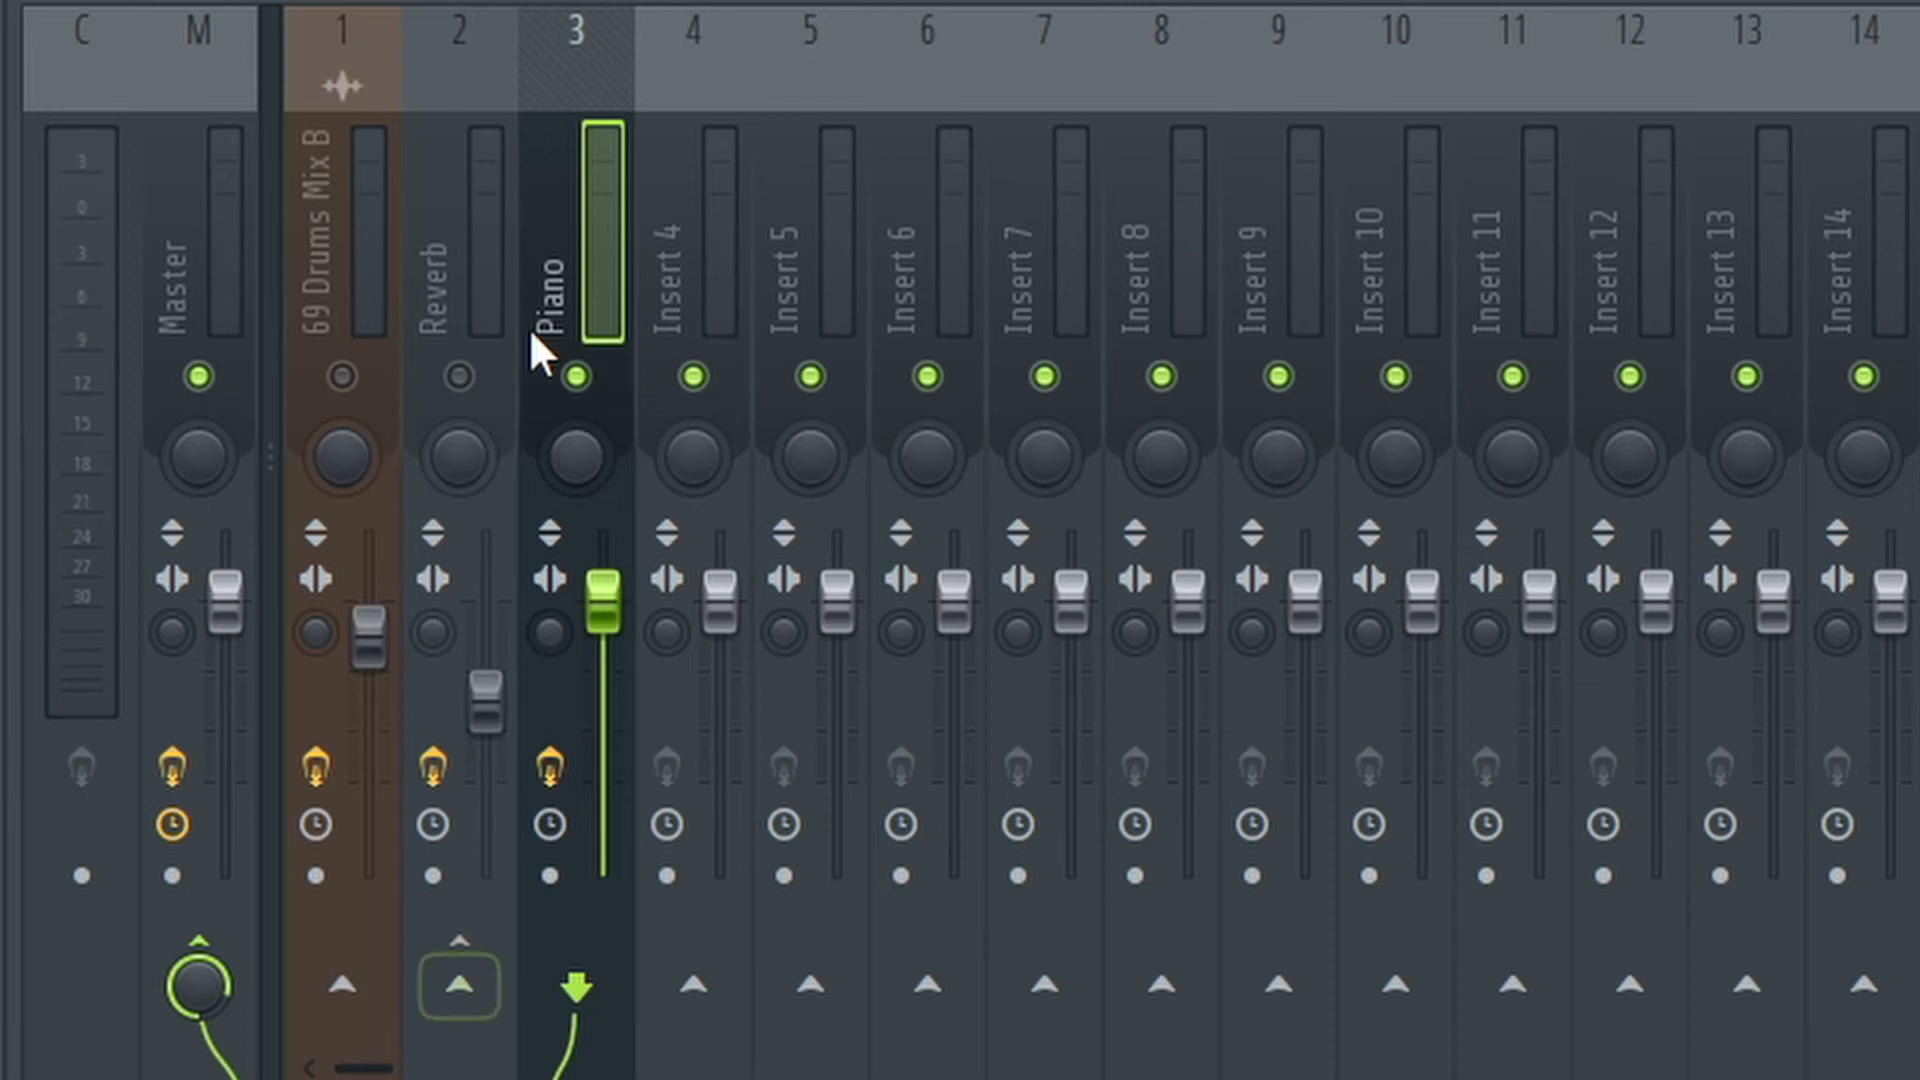 C M 1 2 3 4 5 6 7 8 9 10 11 12 13 14
3
0
3
6
9
12
15
18
21
24
27
30
Master
69 Drums Mix B
Reverb
Piano
Insert 4
Insert 5
Insert 6
Insert 7
Insert 8
Insert 9
Insert 10
Insert 11
Insert 12
Insert 13
Insert 14